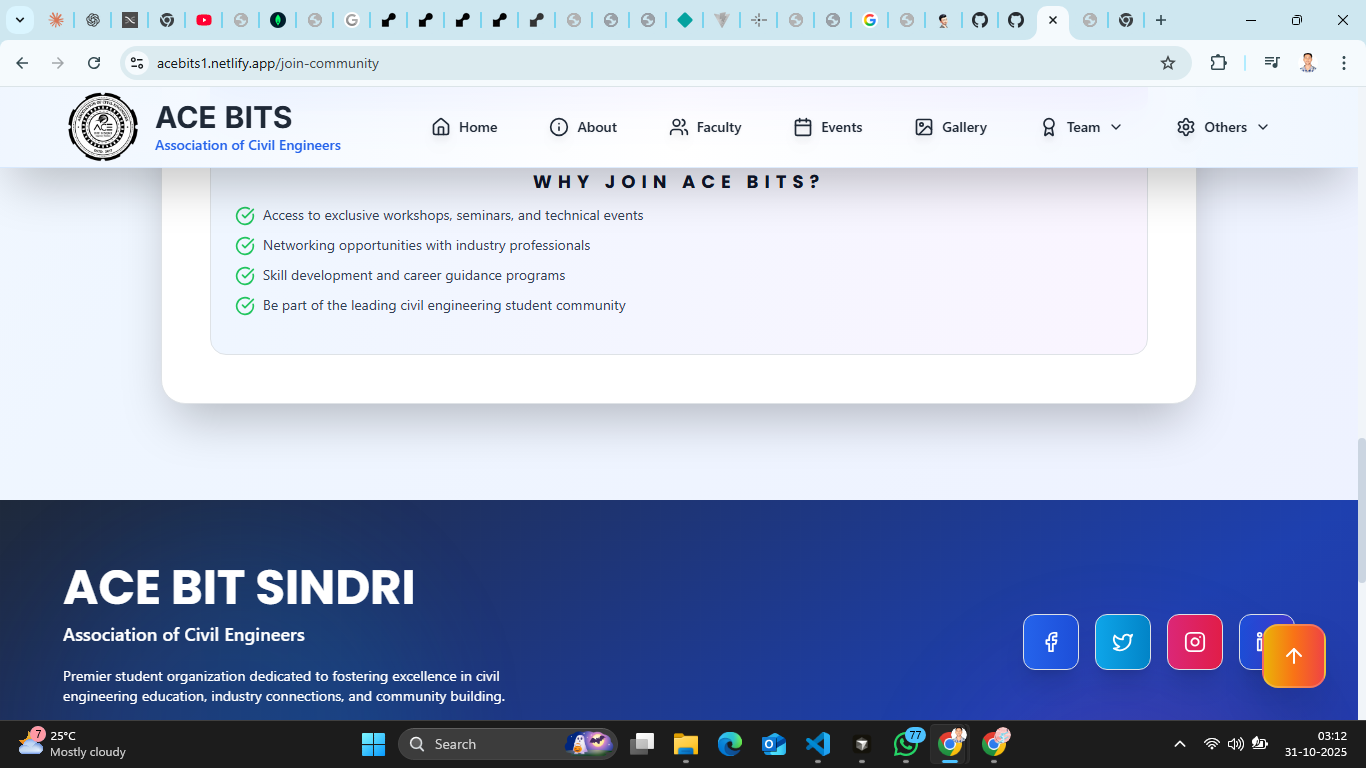 acebits1.netlify.app/join-community
ACE BITS
Association of Civil Engineers
Home
About
Faculty
Events
Gallery
Team
Others
WHY JOIN ACE BITS?
Access to exclusive workshops, seminars, and technical events
Networking opportunities with industry professionals
Skill development and career guidance programs
Be part of the leading civil engineering student community
ACE BIT SINDRI
Association of Civil Engineers
Premier student organization dedicated to fostering excellence in civil
engineering education, industry connections, and community building.
7
25°C
Mostly cloudy
Search
77
03:12
31-10-2025